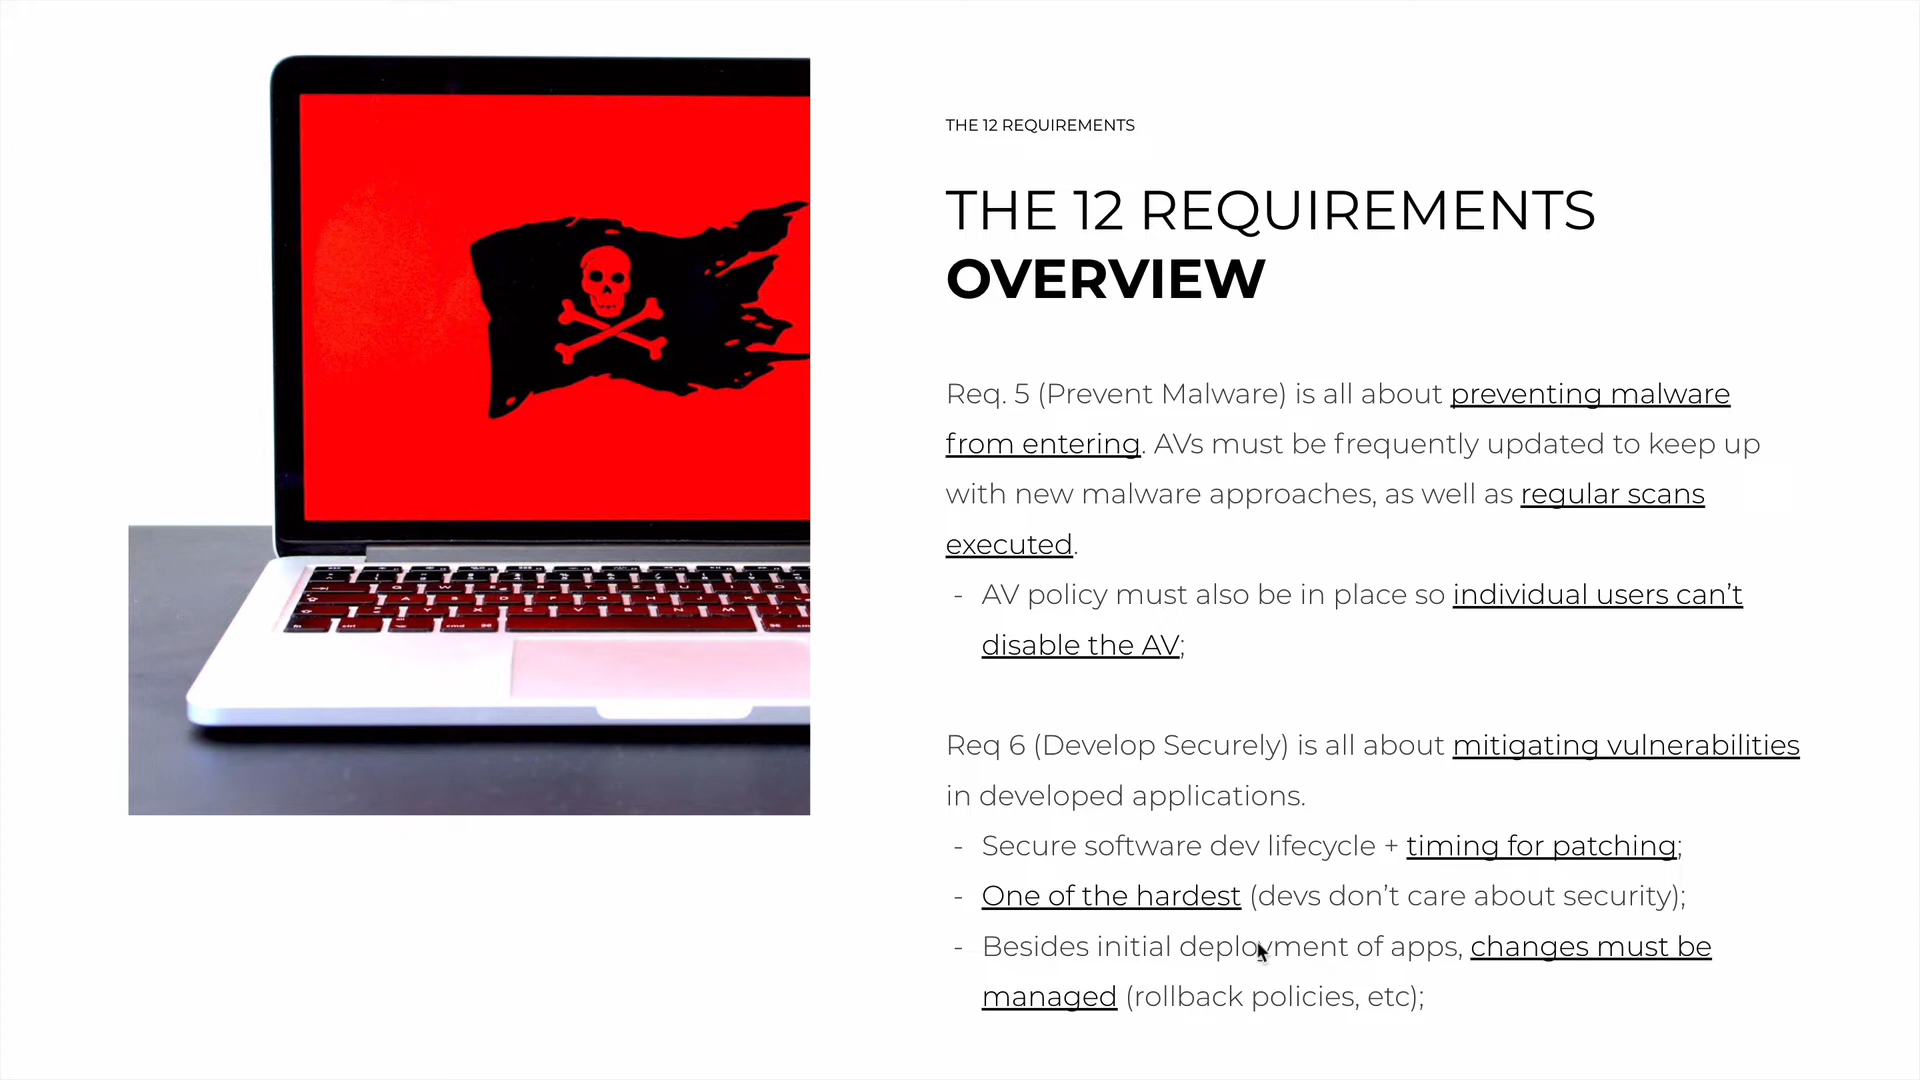 THE 12 REQUIREMENTS
THE 12 REQUIREMENTS
OVERVIEW
Req. 5 (Prevent Malware) is all about preventing malware
from entering. AVs must be frequently updated to keep up
with new malware approaches, as well as regular scans
executed.
- AV policy must also be in place so individual users can’t
disable the AV;
Req 6 (Develop Securely) is all about mitigating vulnerabilities
in developed applications.
- Secure software dev lifecycle + timing for patching;
- One of the hardest (devs don’t care about security);
- Besides initial deployment of apps, changes must be
managed (rollback policies, etc);